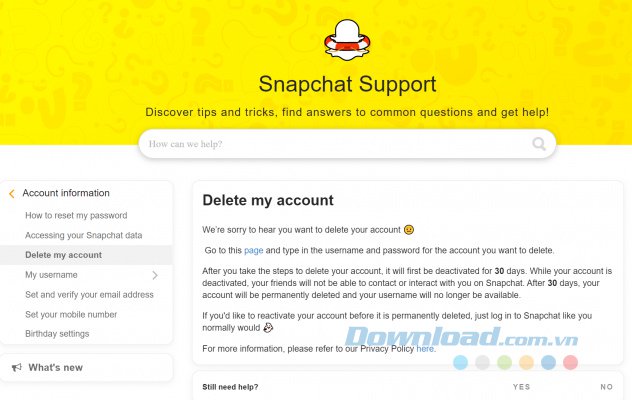 Snapchat Support
Discover tips and tricks, find answers to common questions and get help!
How can we help?
Account information
How to reset my password
Accessing your Snapchat data
Delete my account
My username
Set and verify your email address
Set your mobile number
Birthday settings
What's new
Delete my account
We're sorry to hear you want to delete your account
Go to this page and type in the username and password for the account you want to delete.
After you take the steps to delete your account, it will first be deactivated for 30 days. While your account is
deactivated, your friends will not be able to contact or interact with you on Snapchat. After 30 days, your
account will be permanently deleted and your username will no longer be available.
If you'd like to reactivate your account before it is permanently deleted, just log in to Snapchat like you
normally would
For more information, please refer to our Privacy Policy here.
Download.com.vn
Still need help?
YES
NO